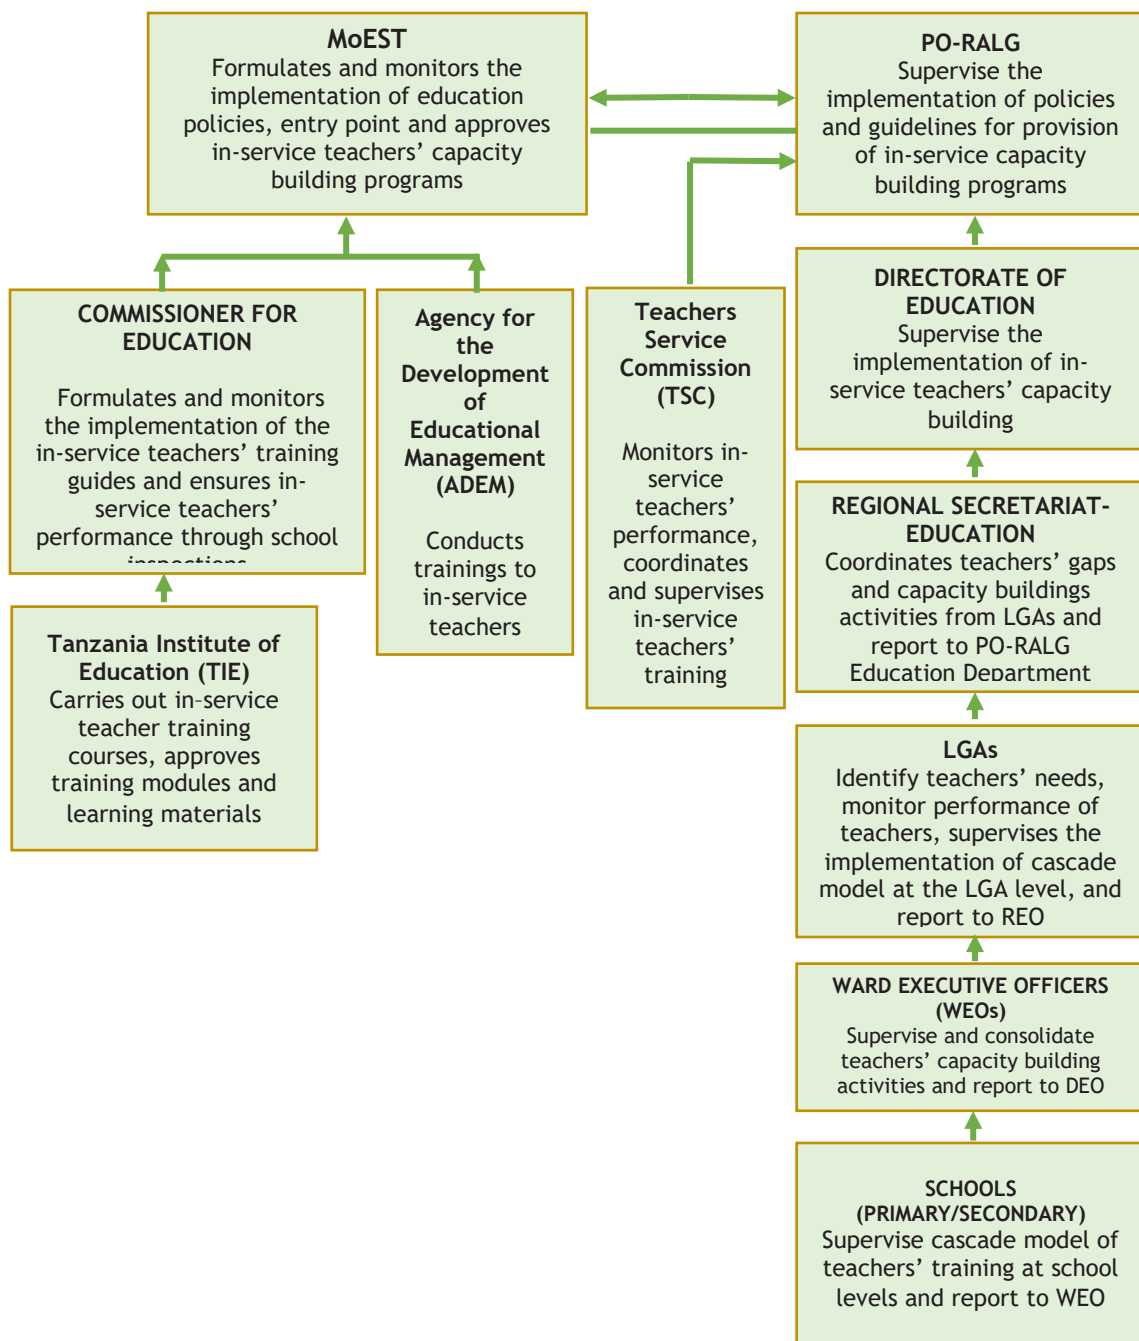 MoEST
Formulates and monitors the
implementation of education
policies, entry point and approves
in-service teachers’ capacity
building programs
PO-RALG
Supervise the
implementation of policies
and guidelines for provision
of in-service capacity
building programs
COMMISSIONER FOR
EDUCATION
Formulates and monitors
the implementation of the
in-service teachers’ training
guides and ensures in-
service teachers’
performance through school
inspections
Agency for
the
Development
of
Educational
Management
(ADEM)
Conducts
trainings to
in-service
teachers
Teachers
Service
Commission
(TSC)
Monitors in-
service
teachers’
performance,
coordinates
and supervises
in-service
teachers’
training
DIRECTORATE OF
EDUCATION
Supervise the
implementation of in-
service teachers’ capacity
building
REGIONAL SECRETARIAT-
EDUCATION
Coordinates teachers’ gaps
and capacity buildings
activities from LGAs and
report to PO-RALG
Education Department
Tanzania Institute of
Education (TIE)
Carries out in–service
teacher training
courses, approves
training modules and
learning materials
LGAs
Identify teachers’ needs,
monitor performance of
teachers, supervises the
implementation of cascade
model at the LGA level, and
report to REO
WARD EXECUTIVE OFFICERS
(WEOs)
Supervise and consolidate
teachers’ capacity building
activities and report to DEO
SCHOOLS
(PRIMARY/SECONDARY)
Supervise cascade model of
teachers’ training at school
levels and report to WEO